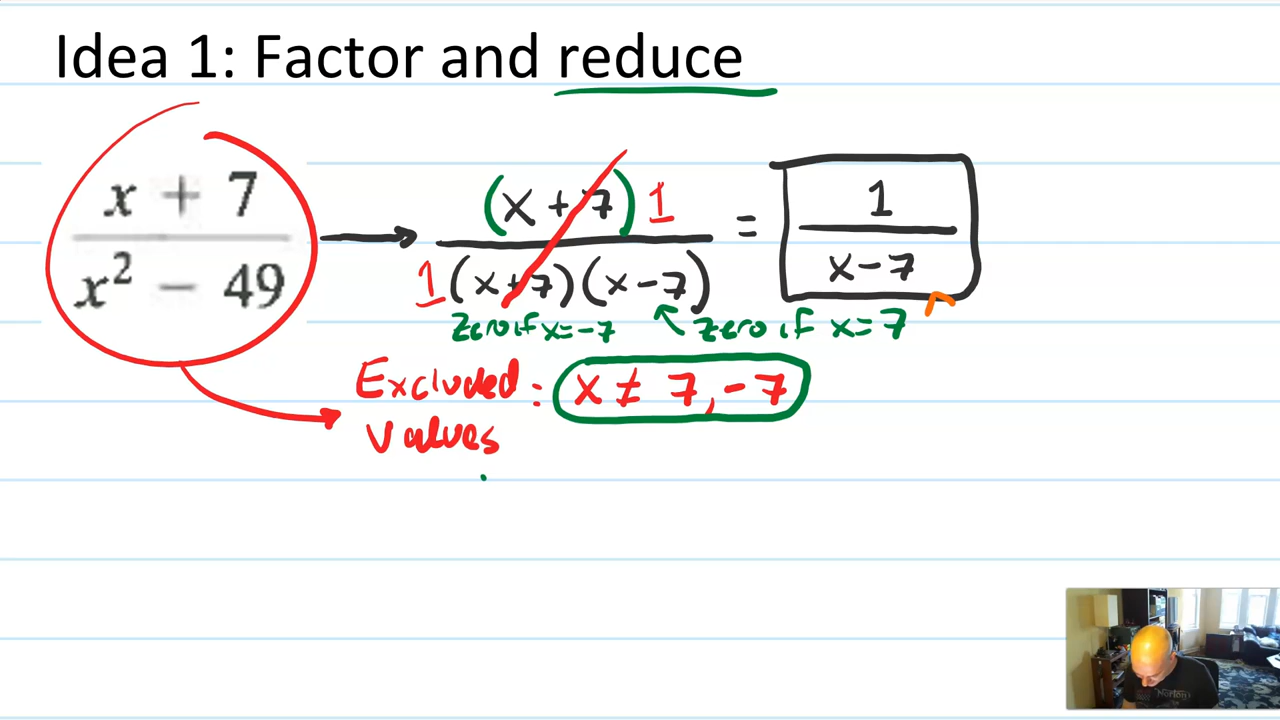 Idea 1: Factor and reduce
x + 7
x² − 49
(x+7) 1
1 (x+7)(x−7)
=
1
x−7
zero if x=−7
zero if x=7
Excluded : x ≠ 7, −7
Values
Norton